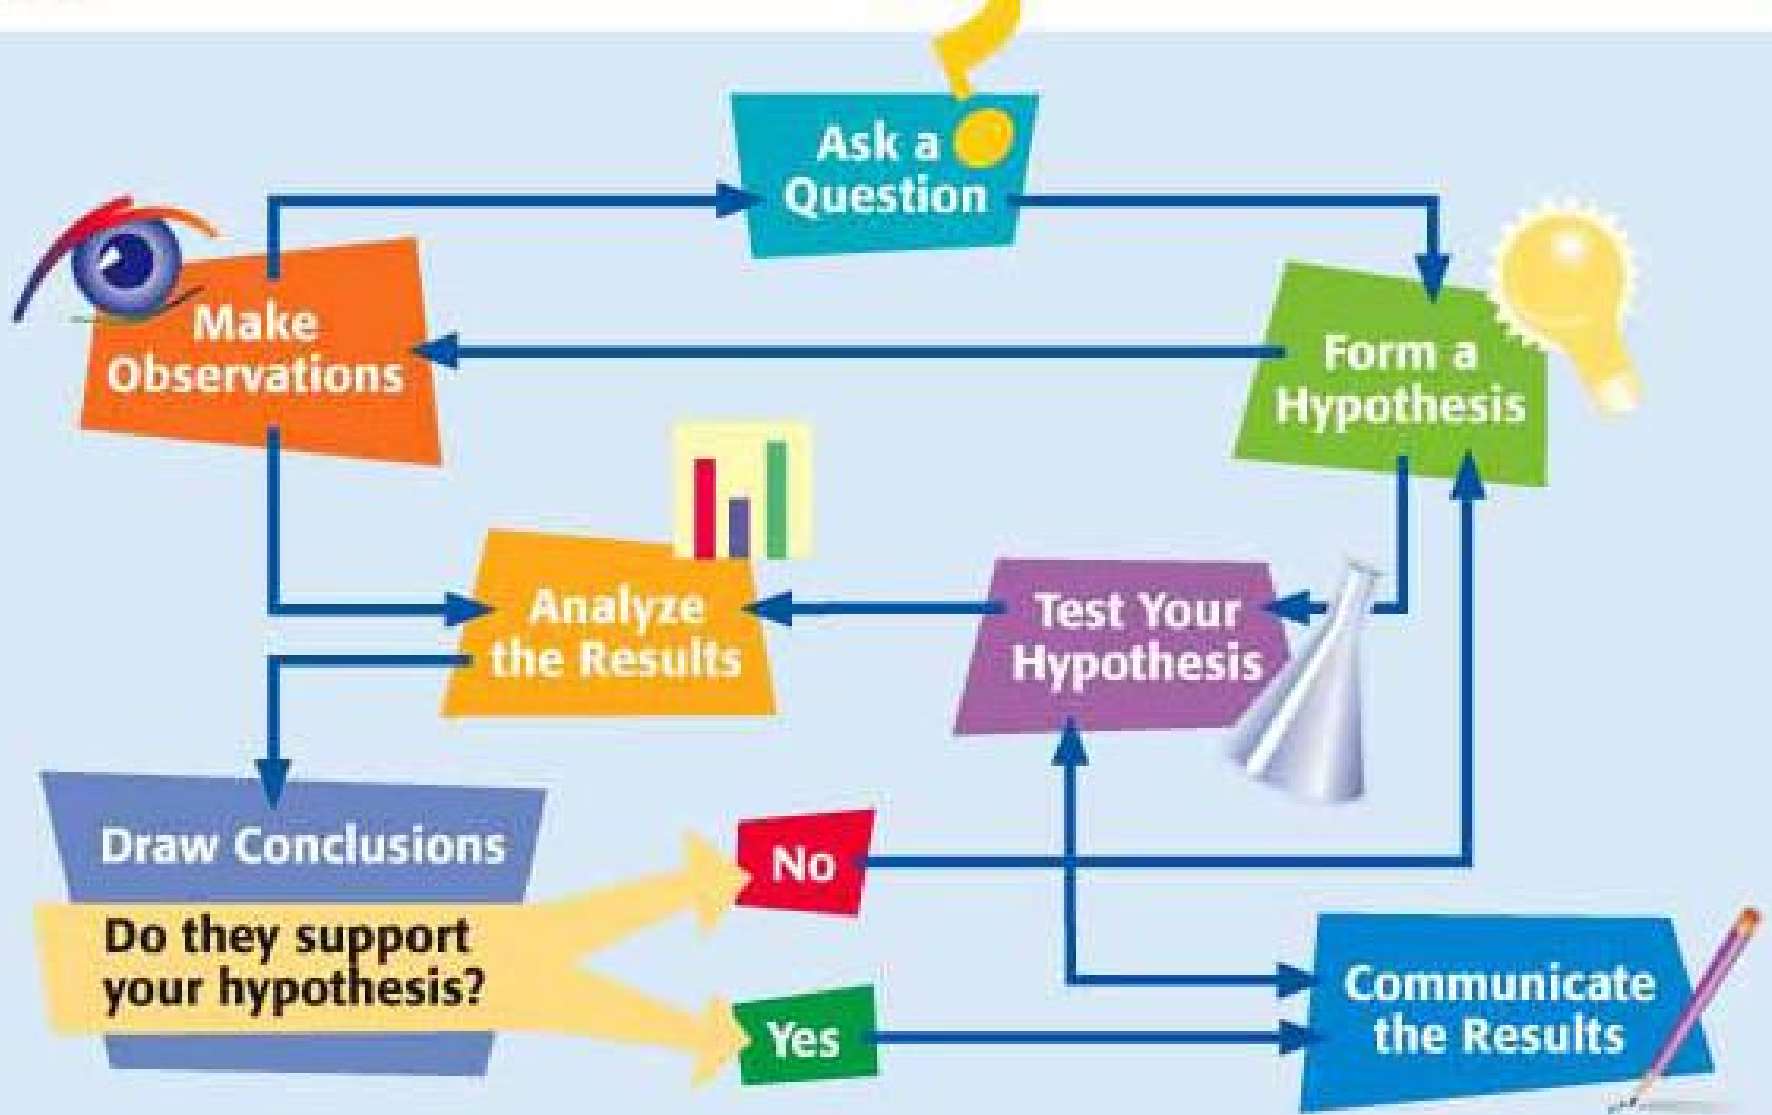 Ask a
Question
Make
Observations
Form a
Hypothesis
Analyze
the Results
Test Your
Hypothesis
Draw Conclusions
Do they support
your hypothesis?
No
Yes
Communicate
the Results